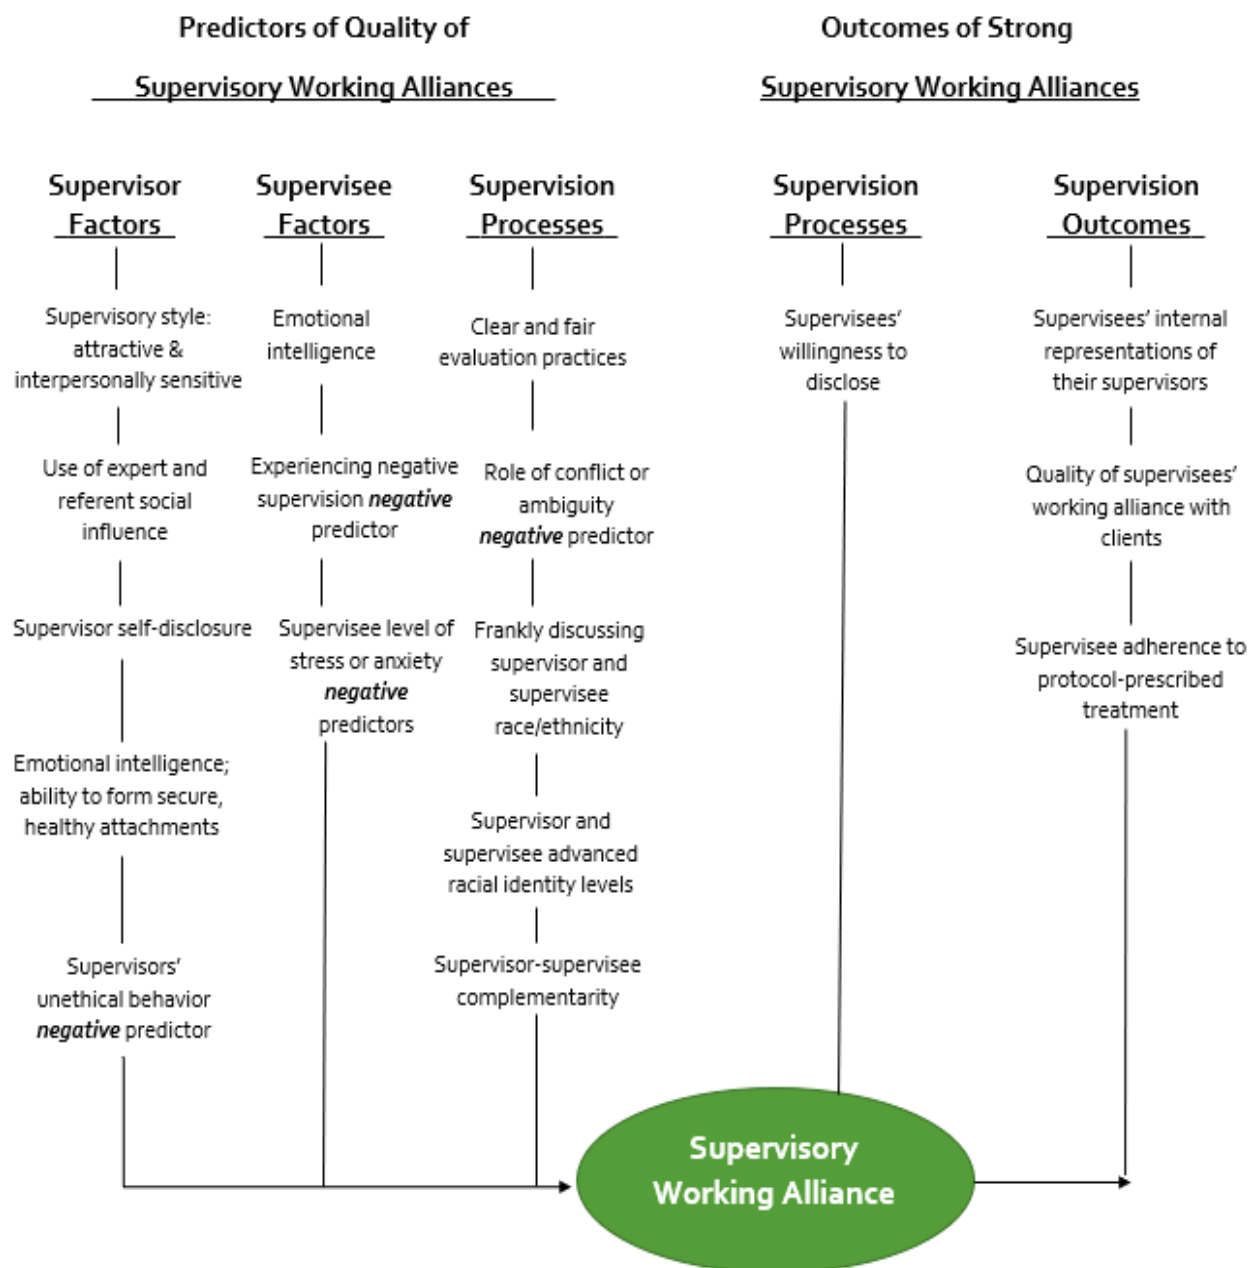 Predictors of Quality of
Supervisory Working Alliances
Outcomes of Strong
Supervisory Working Alliances
Supervisor
Factors
Supervisory style:
attractive &
interpersonally sensitive
Use of expert and
referent social
influence
Supervisor self-disclosure
Emotional intelligence;
ability to form secure,
healthy attachments
Supervisors'
unethical behavior
negative predictor
Supervisee
Factors
Emotional
intelligence
Experiencing negative
supervision negative
predictor
Supervisee level of
stress or anxiety
negative
predictors
Supervision
Processes
Clear and fair
evaluation practices
Role of conflict or
ambiguity
negative predictor
Frankly discussing
supervisor and
supervisee
race/ethnicity
Supervisor and
supervisee advanced
racial identity levels
Supervisor-supervisee
complementarity
Supervision
Processes
Supervisees'
willingness to
disclose
Supervision
Outcomes
Supervisees' internal
representations of
their supervisors
Quality of supervisees'
working alliance with
clients
Supervisee adherence to
protocol-prescribed
treatment
Supervisory
Working Alliance